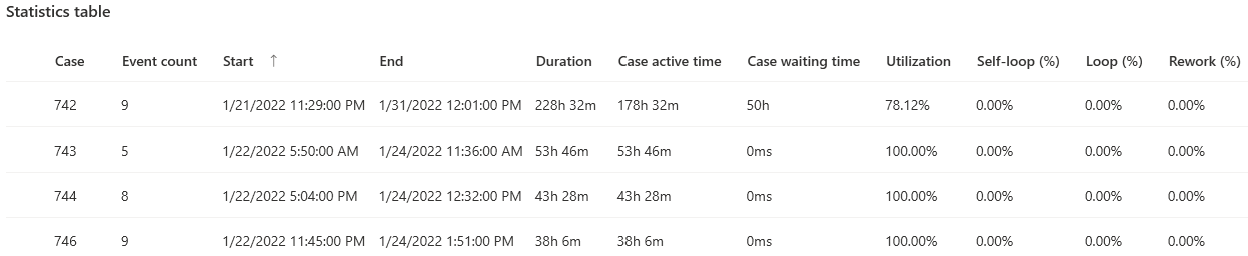 Statistics table
Case Event count Start ↑ End Duration Case active time Case waiting time Utilization Self-loop (%) Loop (%) Rework (%)
742 9 1/21/2022 11:29:00 PM 1/31/2022 12:01:00 PM 228h 32m 178h 32m 50h 78.12% 0.00% 0.00% 0.00%
743 5 1/22/2022 5:50:00 AM 1/24/2022 11:36:00 AM 53h 46m 53h 46m 0ms 100.00% 0.00% 0.00% 0.00%
744 8 1/22/2022 5:04:00 PM 1/24/2022 12:32:00 PM 43h 28m 43h 28m 0ms 100.00% 0.00% 0.00% 0.00%
746 9 1/22/2022 11:45:00 PM 1/24/2022 1:51:00 PM 38h 6m 38h 6m 0ms 100.00% 0.00% 0.00% 0.00%